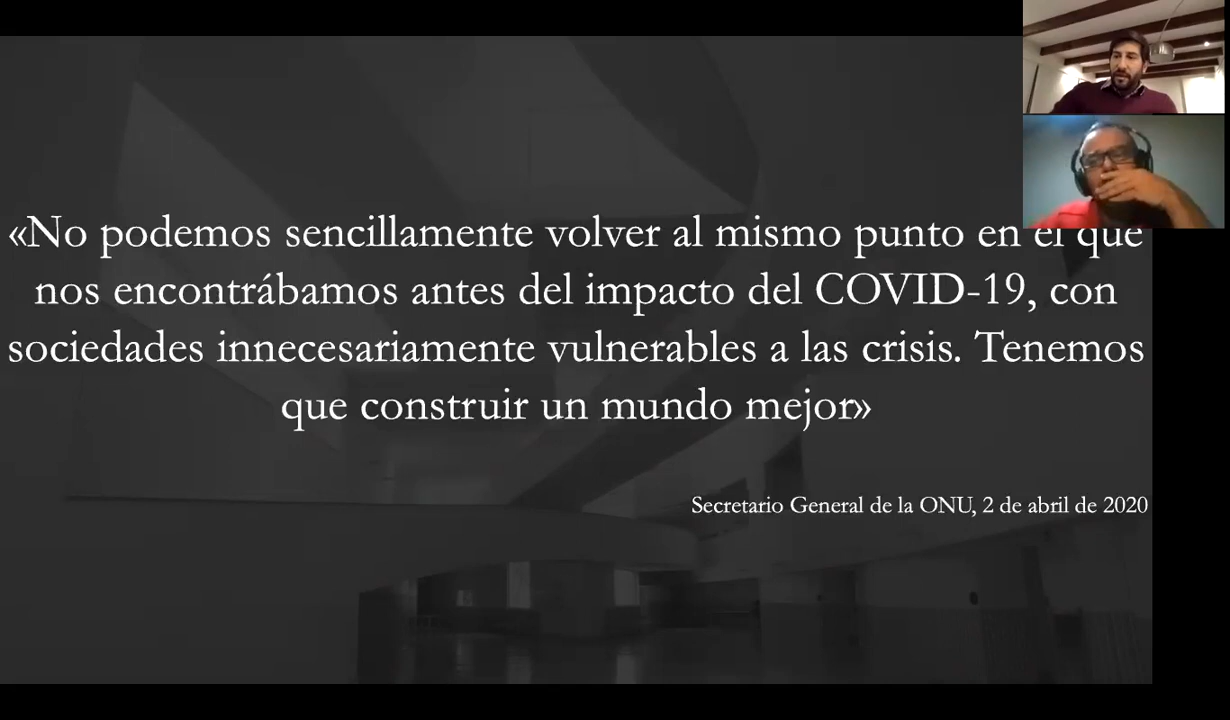 «No podemos sencillamente volver al mismo punto en el que
nos encontrábamos antes del impacto del COVID-19, con
sociedades innecesariamente vulnerables a las crisis. Tenemos
que construir un mundo mejor»
Secretario General de la ONU, 2 de abril de 2020